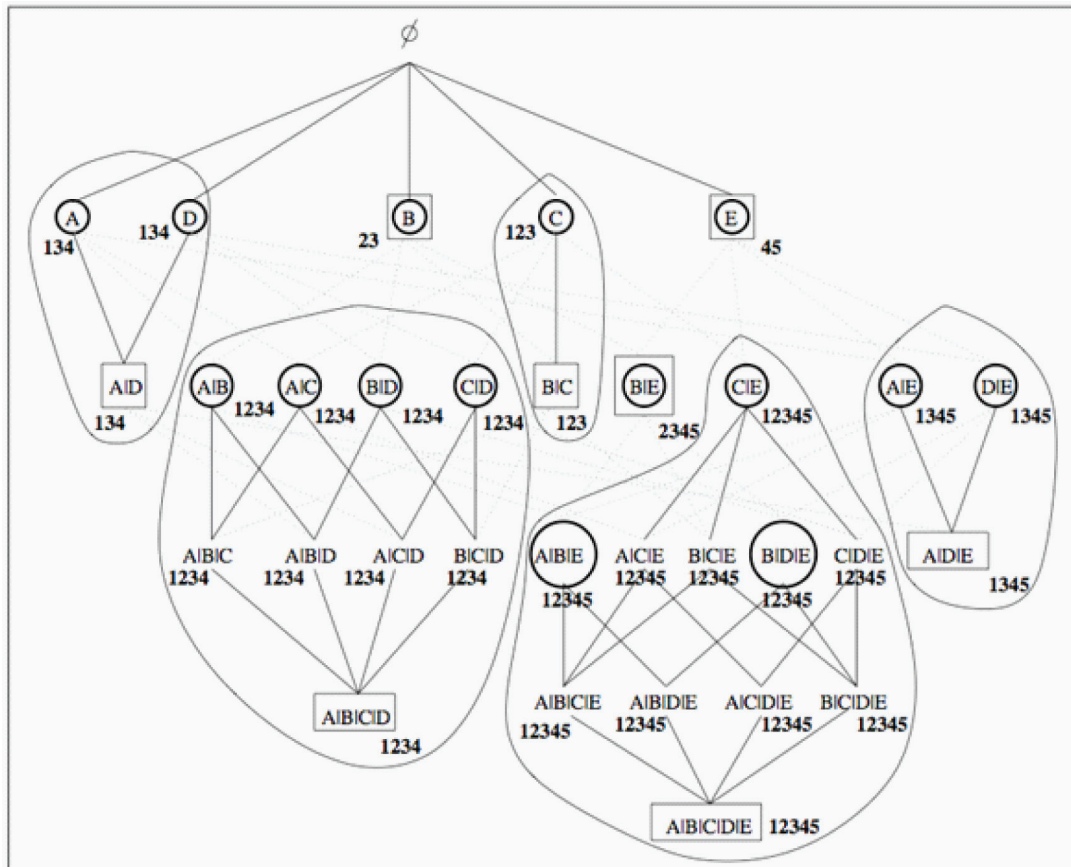 ∅
A D B C E
134 134 23 123 45
A|D A|B A|C B|D C|D B|C B|E C|E A|E D|E
134 1234 1234 1234 1234 123 2345 12345 1345 1345
A|B|C A|B|D A|C|D B|C|D A|B|E A|C|E B|C|E B|D|E C|D|E A|D|E
1234 1234 1234 1234 12345 12345 12345 12345 12345 1345
A|B|C|D A|B|C|E A|B|D|E A|C|D|E B|C|D|E
1234 12345 12345 12345 12345
A|B|C|D|E 12345